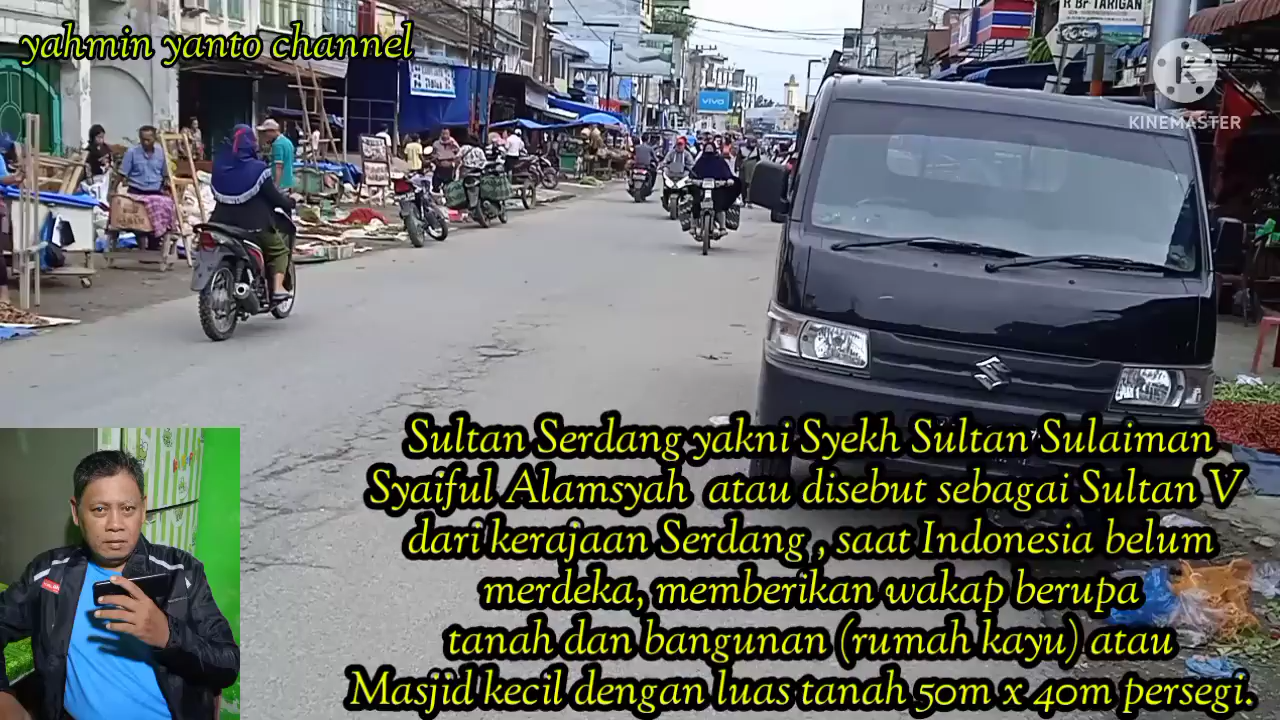 yahmin yanto channel
R BP TARIGAN
KINEMASTER
vivo
Sultan Serdang yakni Syekh Sultan Sulaiman
Syaiful Alamsyah atau disebut sebagai Sultan V
dari kerajaan Serdang , saat Indonesia belum
merdeka, memberikan wakap berupa
tanah dan bangunan (rumah kayu) atau
Masjid kecil dengan luas tanah 50m x 40m persegi.